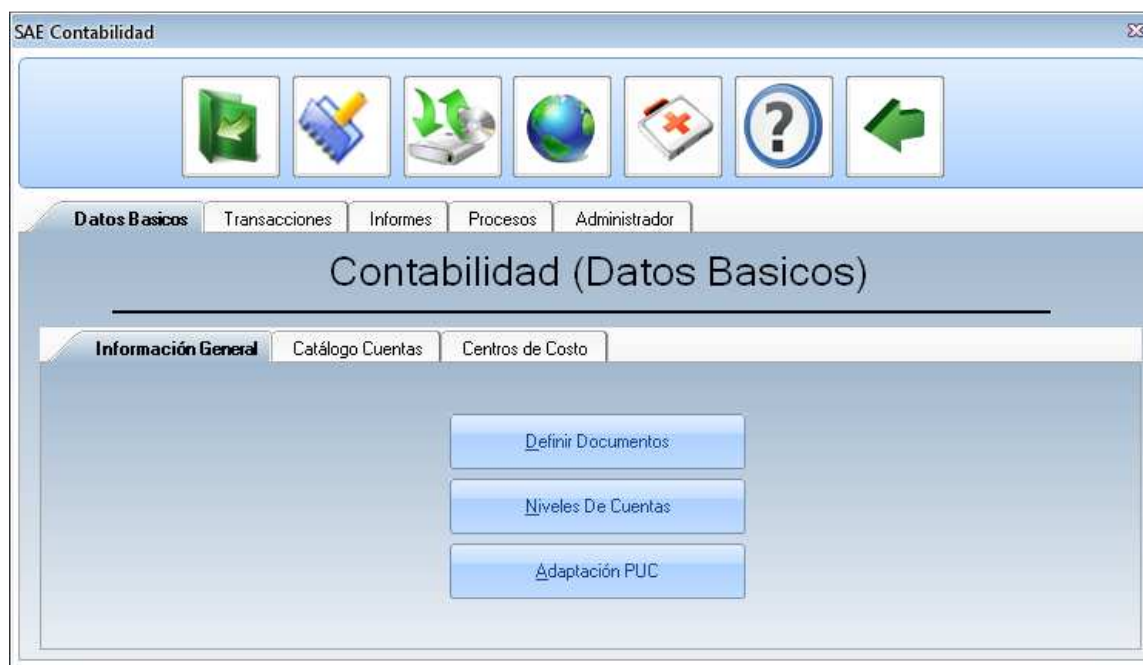 SAE Contabilidad
?
Datos Basicos Transacciones Informes Procesos Administrador
Contabilidad (Datos Basicos)
Información General Catálogo Cuentas Centros de Costo
Definir Documentos
Niveles De Cuentas
Adaptación PUC